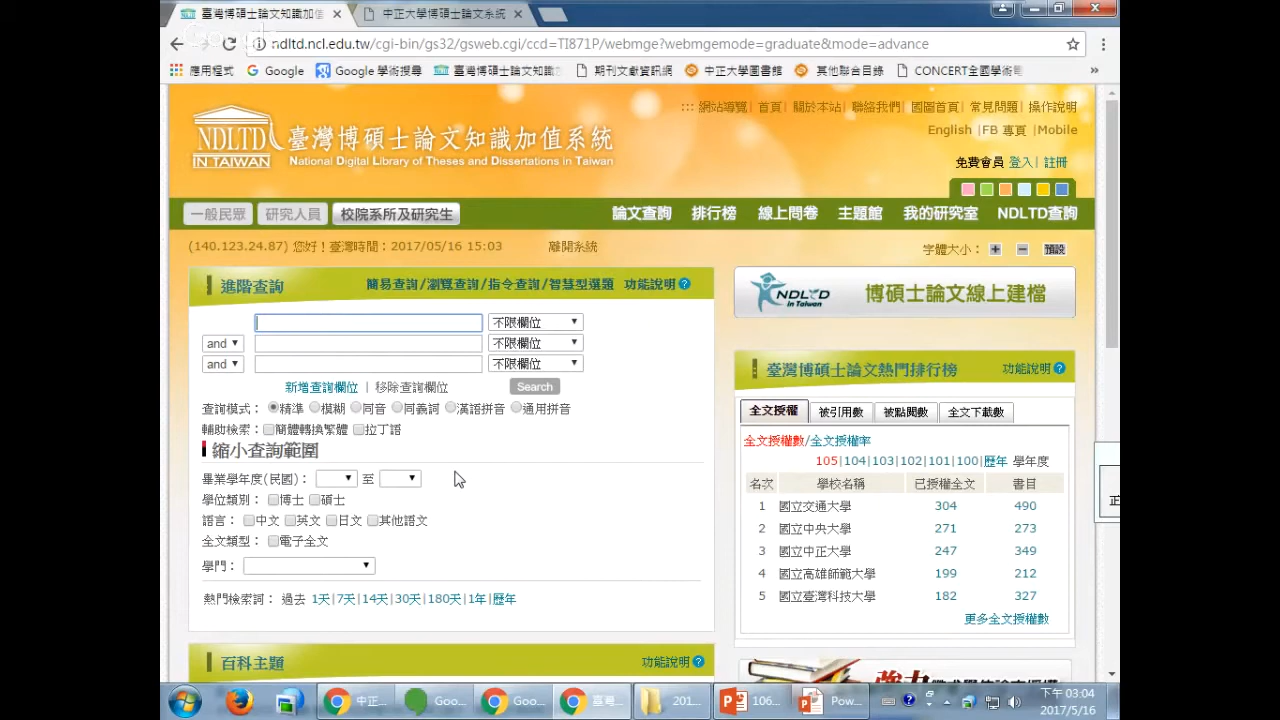 臺灣博碩士論文知識加值
中正大學博碩士論文系統
Google
ndltd.ncl.edu.tw/cgi-bin/gs32/gsweb.cgi/ccd=TI871P/webmge?webmgemode=graduate&mode=advance
應用程式 Google Google 學術搜尋 臺灣博碩士論文知識 期刊文獻資訊網 中正大學圖書館 其他聯合目錄 CONCERT全國學術電 »
::: 網站導覽| 首頁| 關於本站| 聯絡我們| 國圖首頁| 常見問題| 操作說明
English |FB 專頁 |Mobile
NDLTD
IN TAIWAN
臺灣博碩士論文知識加值系統
National Digital Library of Theses and Dissertations in Taiwan
免費會員 登入| 註冊
一般民眾 研究人員 校院系所及研究生
論文查詢 排行榜 線上問卷 主題館 我的研究室 NDLTD查詢
(140.123.24.87) 您好！臺灣時間：2017/05/16 15:03 離開系統
字體大小： + − 預設
進階查詢 簡易查詢/瀏覽查詢/指令查詢/智慧型選題 功能說明 ?
不限欄位
and 不限欄位
and 不限欄位
新增查詢欄位 | 移除查詢欄位 Search
查詢模式： 精準 模糊 同音 同義詞 漢語拼音 通用拼音
輔助檢索： 簡體轉換繁體 拉丁語
縮小查詢範圍
畢業學年度(民國)： 至
學位類別： 博士 碩士
語言： 中文 英文 日文 其他語文
全文類型： 電子全文
學門：
熱門檢索詞： 過去 1天|7天|14天|30天|180天|1年|歷年
百科主題 功能說明 ?
NDLTD
in Taiwan
博碩士論文線上建檔
臺灣博碩士論文熱門排行榜 功能說明 ?
全文授權 被引用數 被點閱數 全文下載數
全文授權數/全文授權率
105|104|103|102|101|100|歷年 學年度
名次 學校名稱 已授權全文 書目
1 國立交通大學 304 490
2 國立中央大學 271 273
3 國立中正大學 247 349
4 國立高雄師範大學 199 212
5 國立臺灣科技大學 182 327
更多全文授權數
正
中正... Goo... Goo... 臺灣... 201... 106... Pow...
下午 03:04
2017/5/16